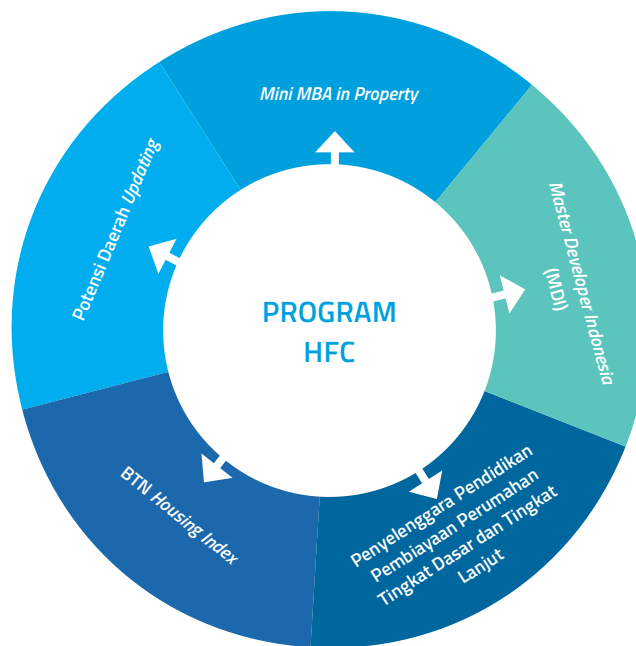 Mini MBA in Property
Master Developer Indonesia
(MDI)
Penyelenggara Pendidikan
Pembiayaan Perumahan
Tingkat Dasar dan Tingkat
Lanjut
BTN Housing Index
Potensi Daerah Updating
PROGRAM
HFC